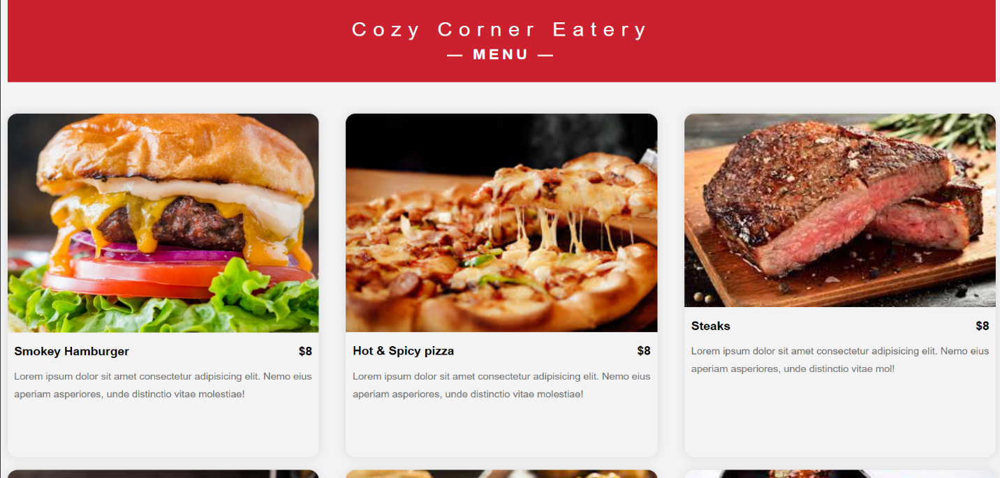 Cozy Corner Eatery
— MENU —
Smokey Hamburger $8
Lorem ipsum dolor sit amet consectetur adipisicing elit. Nemo eius
aperiam asperiores, unde distinctio vitae molestiae!
Hot & Spicy pizza $8
Lorem ipsum dolor sit amet consectetur adipisicing elit. Nemo eius
aperiam asperiores, unde distinctio vitae molestiae!
Steaks $8
Lorem ipsum dolor sit amet consectetur adipisicing elit. Nemo eius
aperiam asperiores, unde distinctio vitae mol!